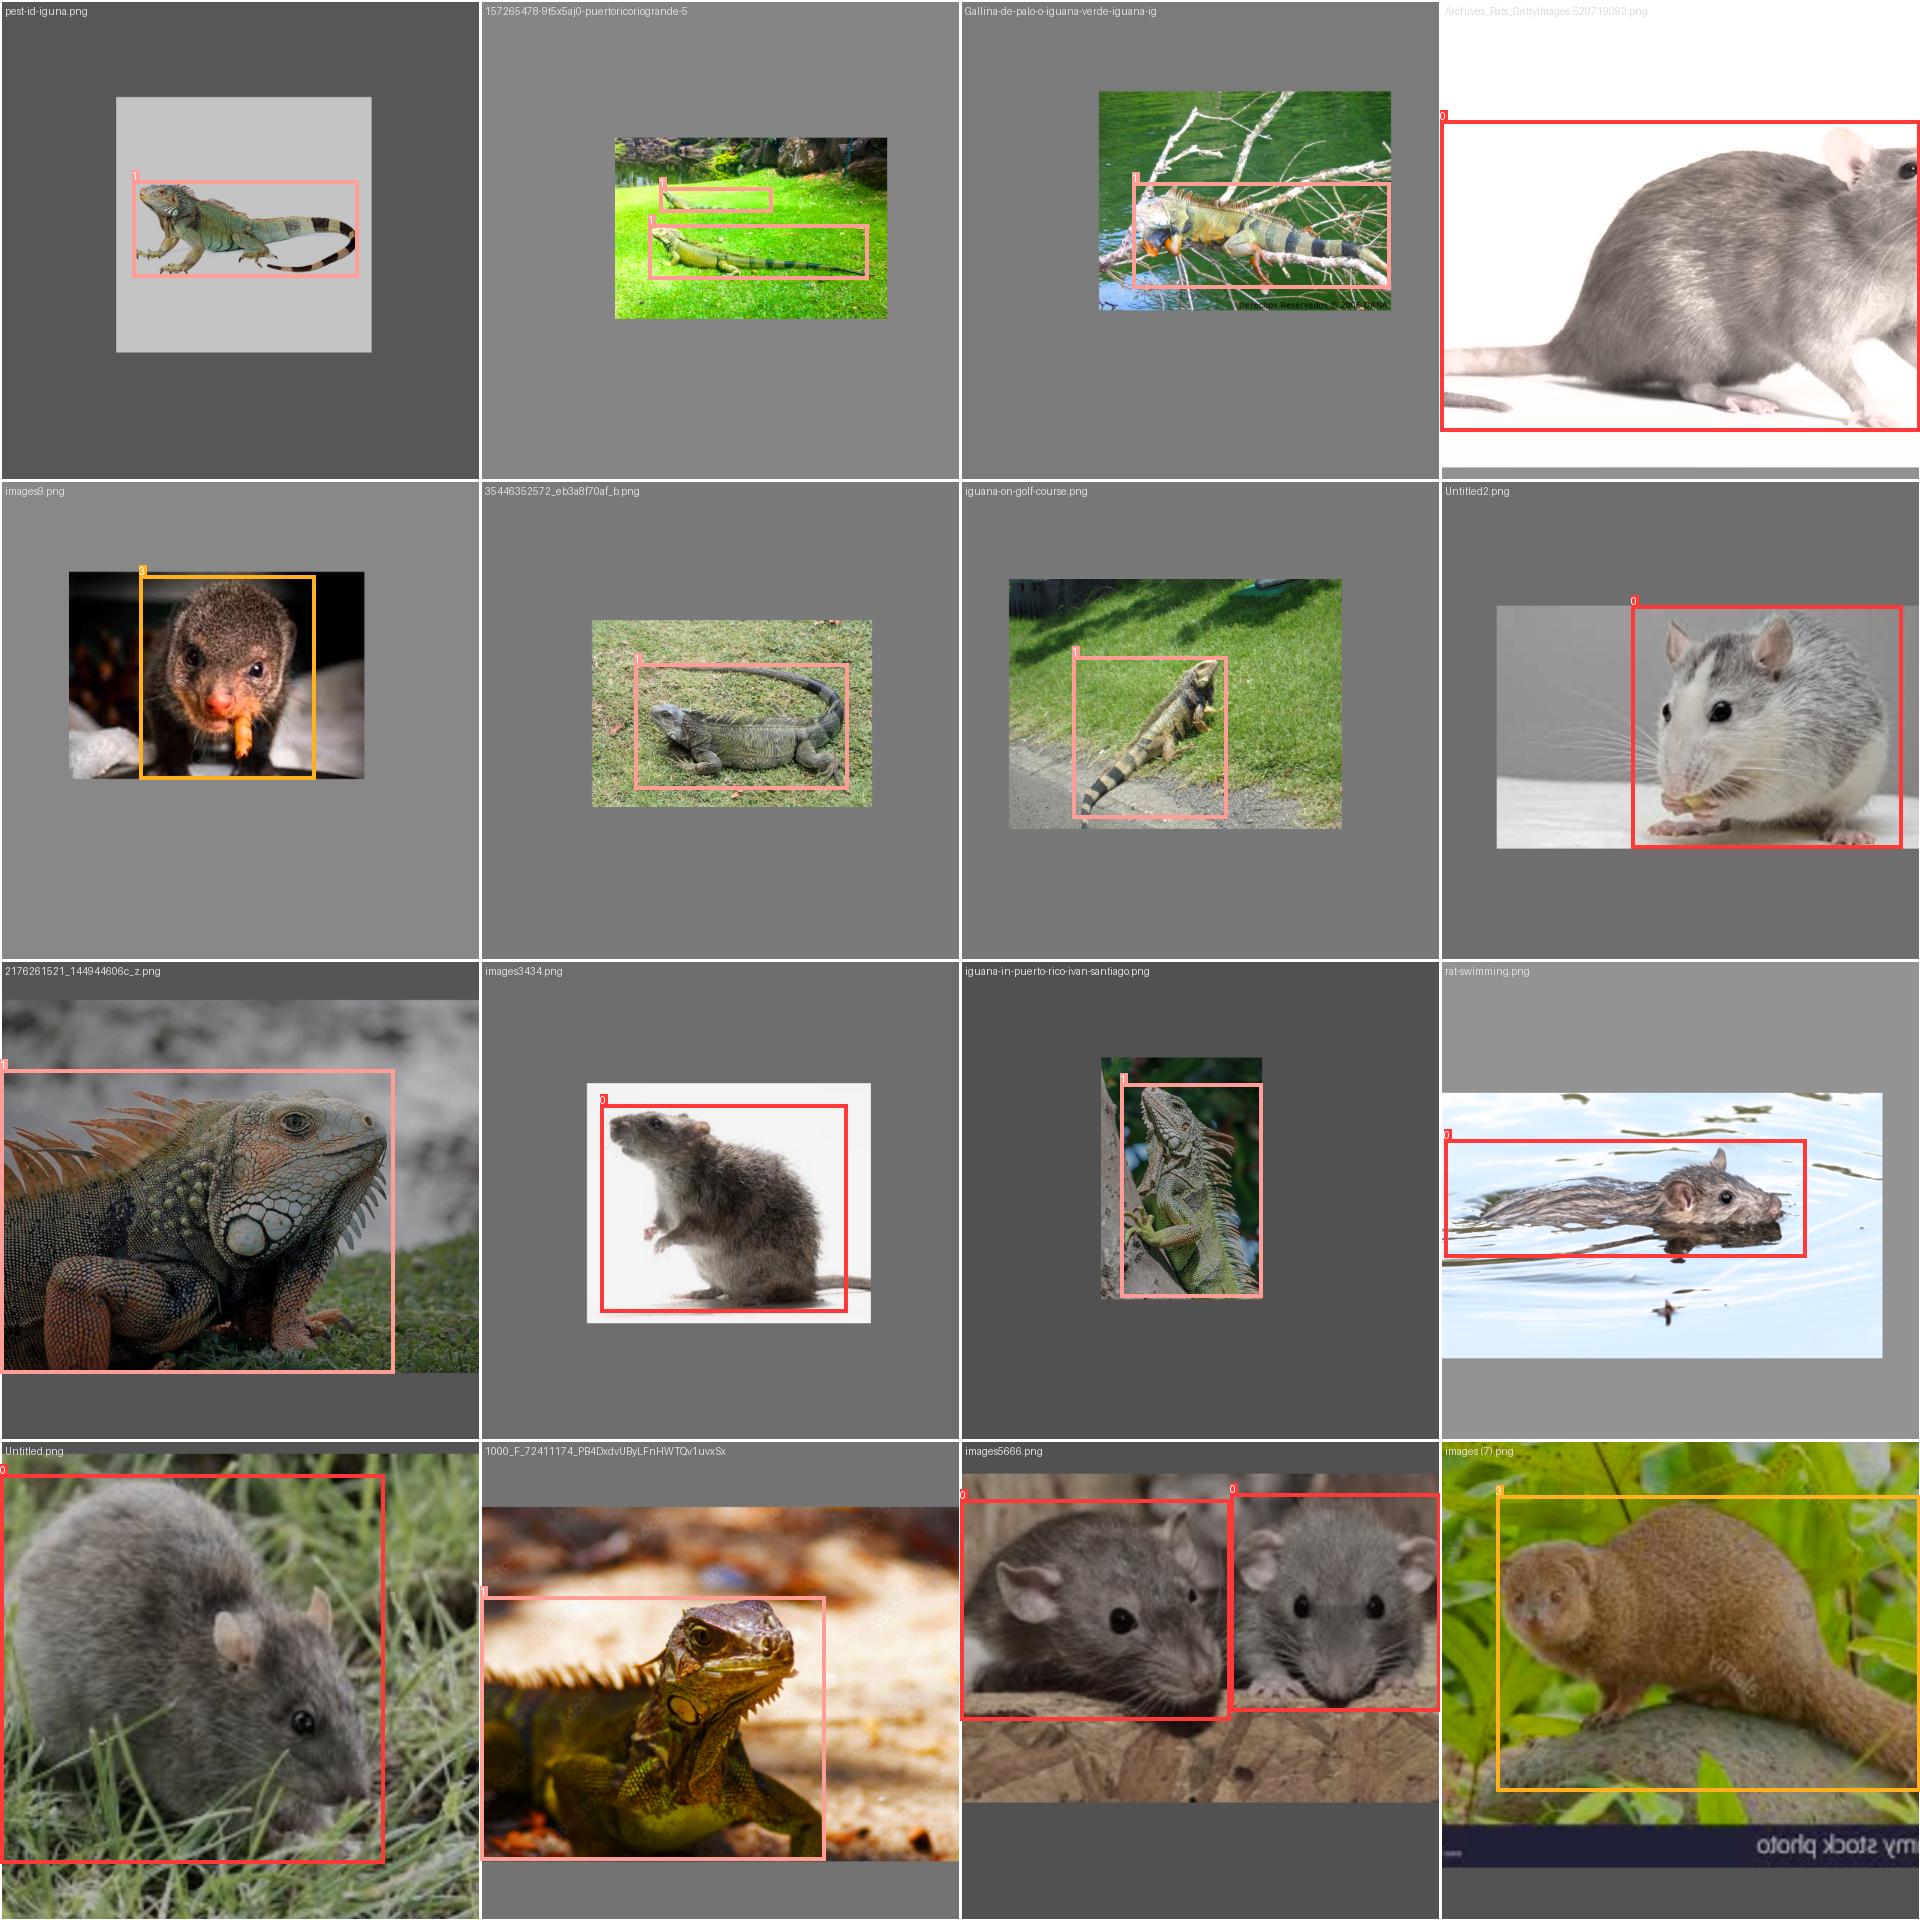 pest-id-iguna.png
157265478-9t5x5aj0-puertoricoriogrande-5
Gallina-de-palo-o-iguana-verde-iguana-ig
Archives_Rats_GettyImages-520719092.png
1
1
1
1
0
Derechos Reservados © 2006 DRNA
images9.png
35446352572_eb3a8f70af_b.png
iguana-on-golf-course.png
Untitled2.png
3
1
1
0
2176261521_144944606c_z.png
images3434.png
iguana-in-puerto-rico-ivan-santiago.png
rat-swimming.png
1
0
1
0
Untitled.png
1000_F_72411174_PB4DxdvUByLFnHWTQv1uvxSx
images5666.png
images (7).png
0
1
0
0
3
my stock photo